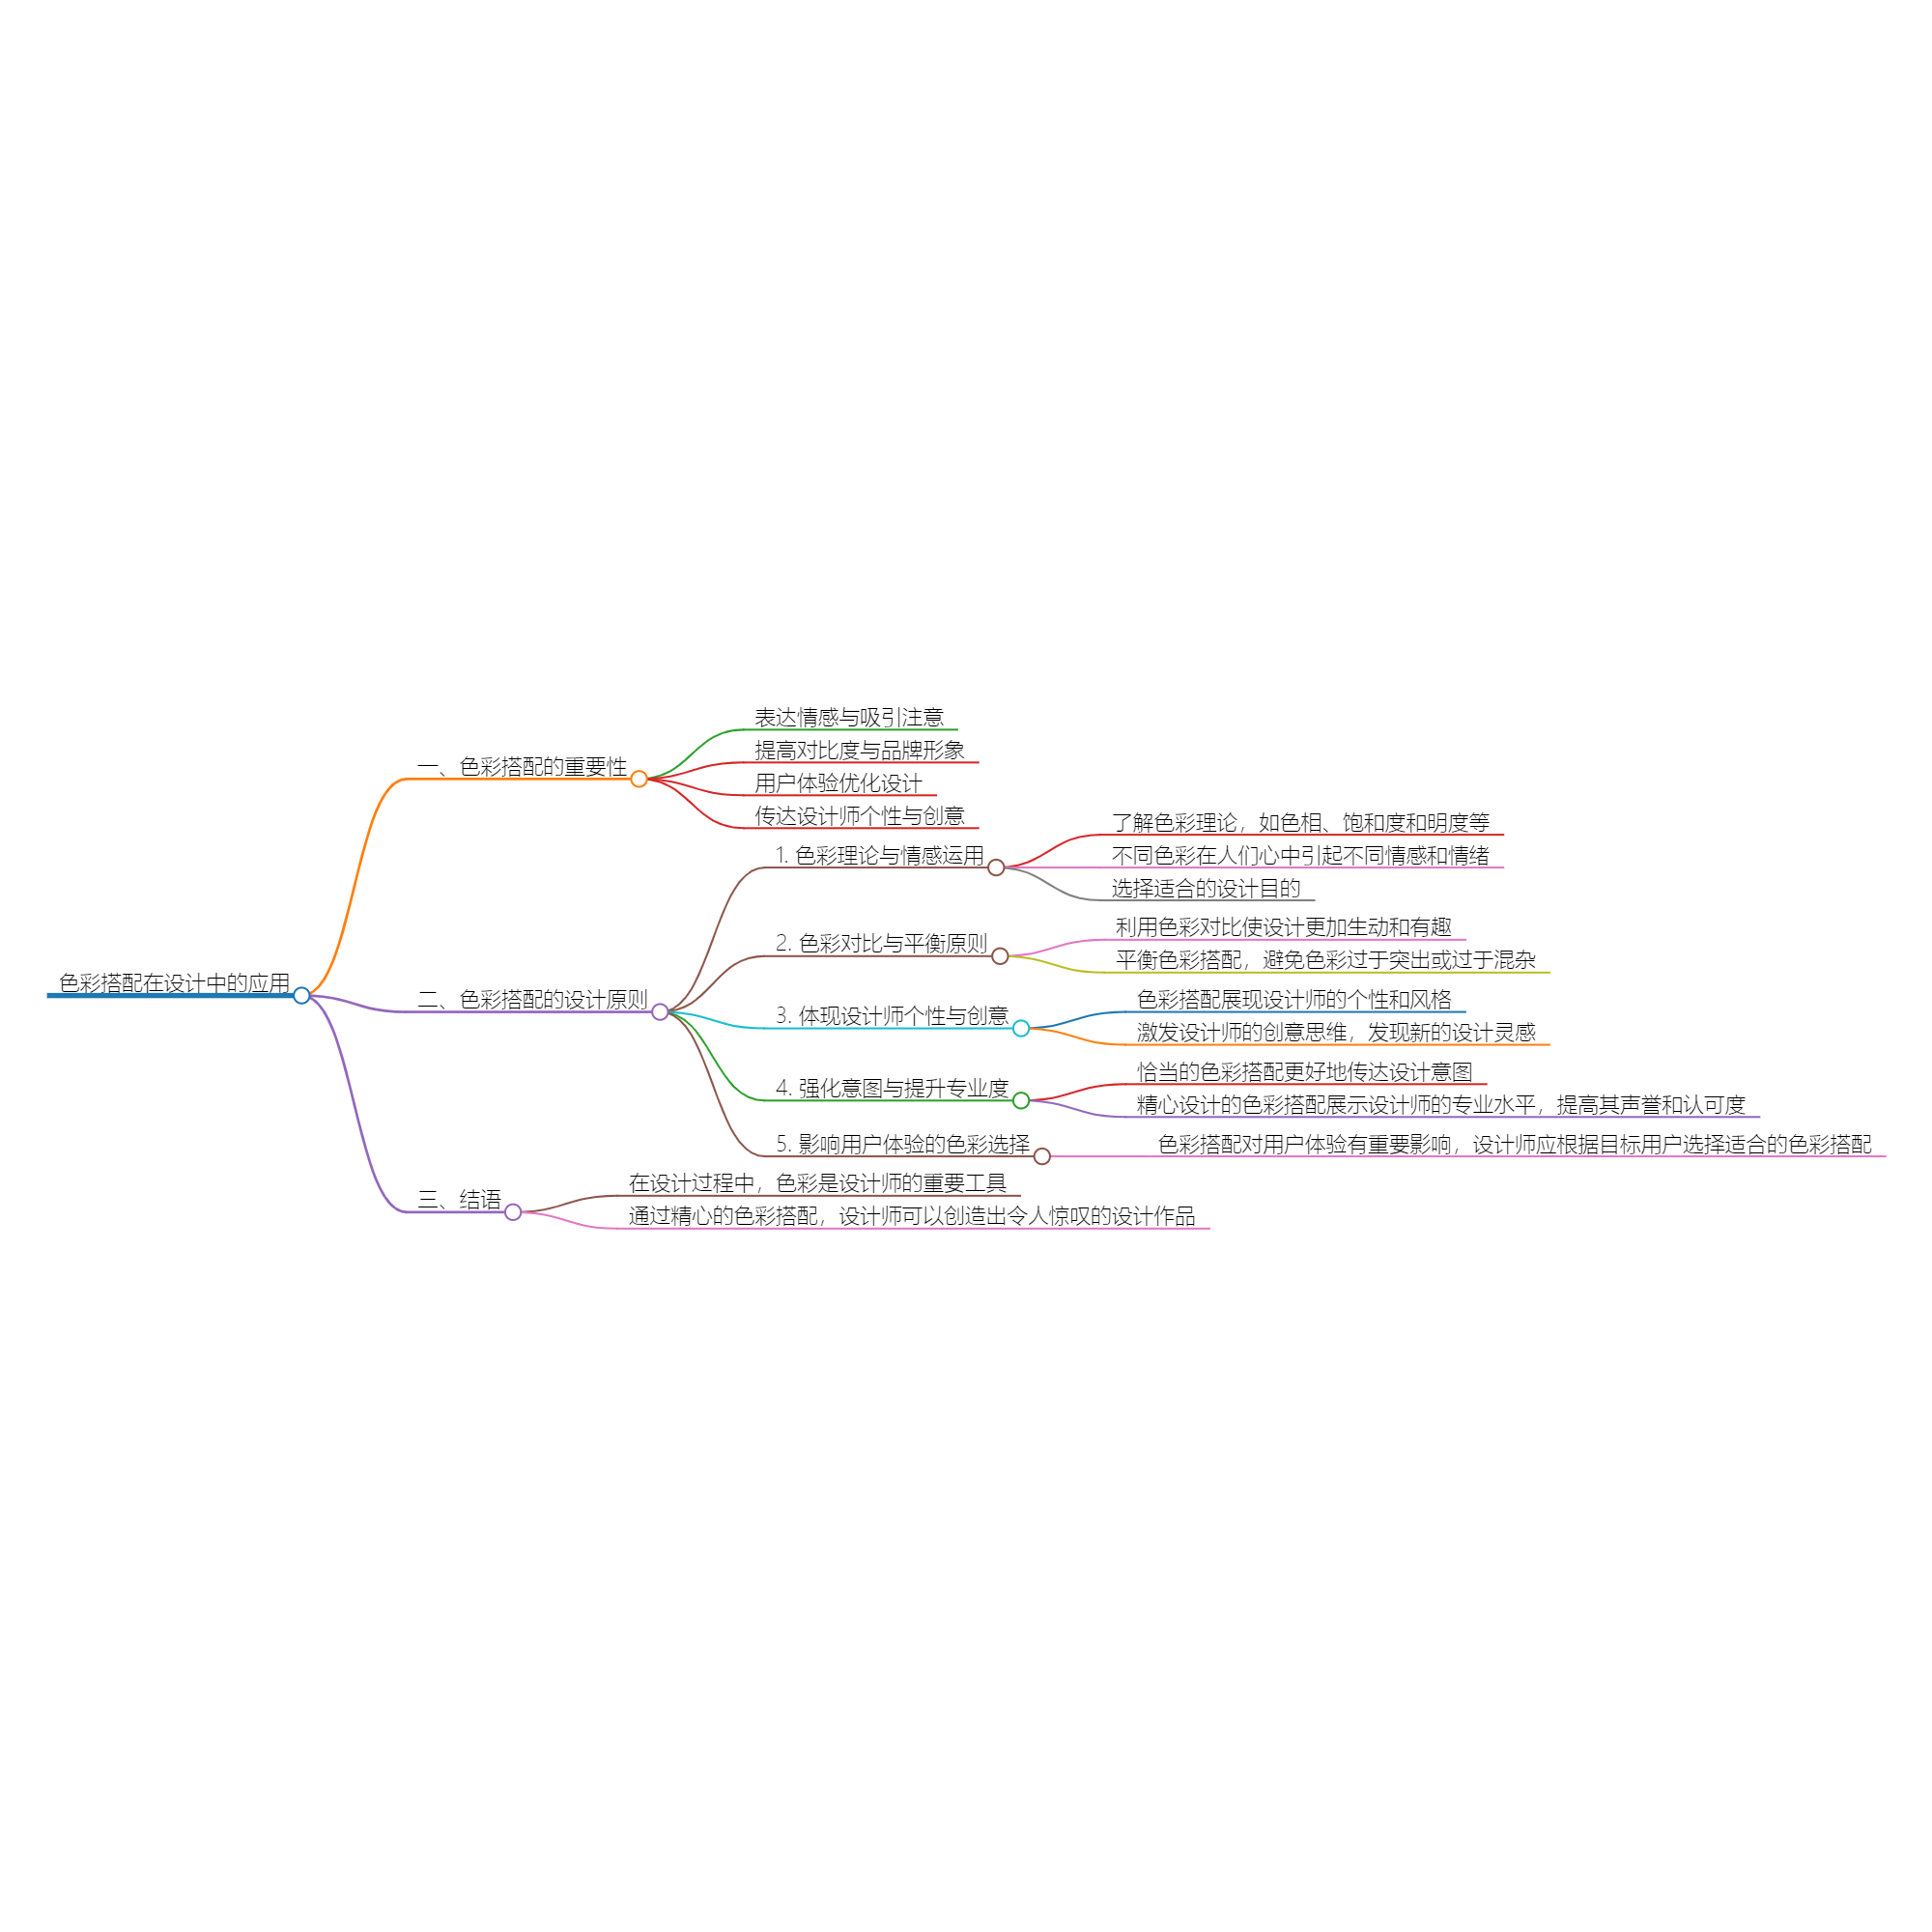 色彩搭配在设计中的应用
一、色彩搭配的重要性
表达情感与吸引注意
提高对比度与品牌形象
用户体验优化设计
传达设计师个性与创意
二、色彩搭配的设计原则
1. 色彩理论与情感运用
了解色彩理论，如色相、饱和度和明度等
不同色彩在人们心中引起不同情感和情绪
选择适合的设计目的
2. 色彩对比与平衡原则
利用色彩对比使设计更加生动和有趣
平衡色彩搭配，避免色彩过于突出或过于混杂
3. 体现设计师个性与创意
色彩搭配展现设计师的个性和风格
激发设计师的创意思维，发现新的设计灵感
4. 强化意图与提升专业度
恰当的色彩搭配更好地传达设计意图
精心设计的色彩搭配展示设计师的专业水平，提高其声誉和认可度
5. 影响用户体验的色彩选择
色彩搭配对用户体验有重要影响，设计师应根据目标用户选择适合的色彩搭配
三、结语
在设计过程中，色彩是设计师的重要工具
通过精心的色彩搭配，设计师可以创造出令人惊叹的设计作品